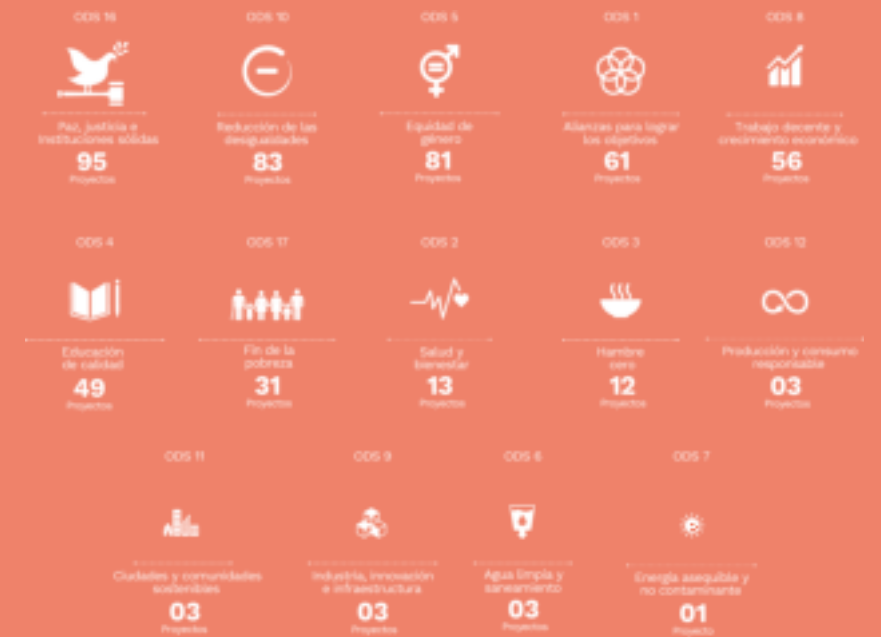 ODS 16
Paz, justicia e
instituciones sólidas
95
Proyectos
ODS 10
Reducción de las
desigualdades
83
Proyectos
ODS 5
Equidad de
género
81
Proyectos
ODS 1
Alianzas para lograr
los objetivos
61
Proyectos
ODS 8
Trabajo decente y
crecimiento económico
56
Proyectos
ODS 4
Educación
de calidad
49
Proyectos
ODS 17
Fin de la
pobreza
31
Proyectos
ODS 2
Salud y
bienestar
13
Proyectos
ODS 3
Hambre
cero
12
Proyectos
ODS 12
Producción y consumo
responsable
03
Proyectos
ODS 11
Ciudades y comunidades
sostenibles
03
Proyectos
ODS 9
Industria, innovación
e infraestructura
03
Proyectos
ODS 6
Agua limpia y
saneamiento
03
Proyectos
ODS 7
Energía asequible y
no contaminante
01
Proyecto